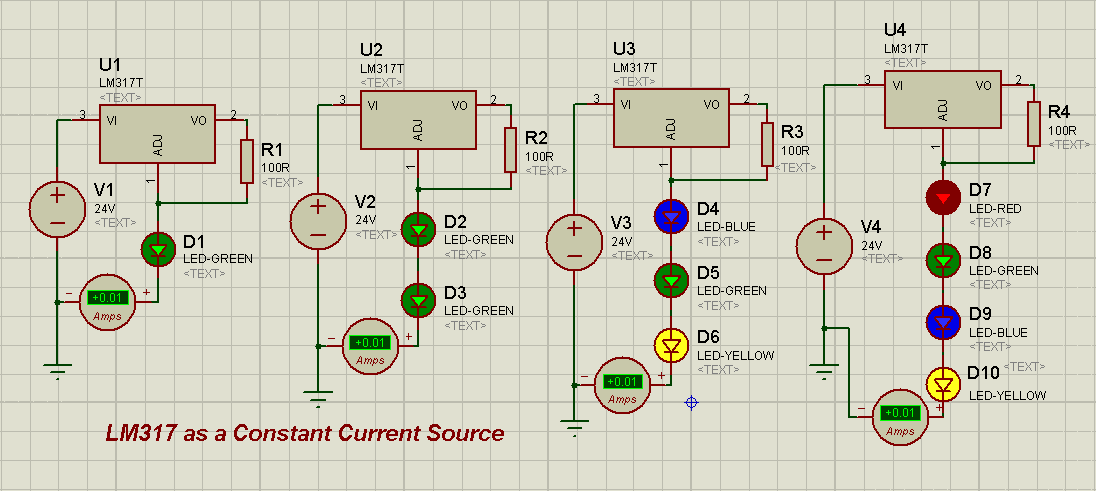 U1
LM317T
<TEXT>
3
VI
VO
2
ADJ
1
R1
100R
<TEXT>
V1
24V
<TEXT>
D1
LED-GREEN
<TEXT>
+0.01
Amps
U2
LM317T
<TEXT>
3
VI
VO
2
ADJ
1
R2
100R
<TEXT>
V2
24V
<TEXT>
D2
LED-GREEN
<TEXT>
D3
LED-GREEN
<TEXT>
+0.01
Amps
U3
LM317T
<TEXT>
3
VI
VO
2
ADJ
1
R3
100R
<TEXT>
V3
24V
<TEXT>
D4
LED-BLUE
<TEXT>
D5
LED-GREEN
<TEXT>
D6
LED-YELLOW
<TEXT>
+0.01
Amps
U4
LM317T
<TEXT>
3
VI
VO
2
ADJ
1
R4
100R
<TEXT>
V4
24V
<TEXT>
D7
LED-RED
<TEXT>
D8
LED-GREEN
<TEXT>
D9
LED-BLUE
<TEXT>
D10
<TEXT>
LED-YELLOW
+0.01
Amps
LM317 as a Constant Current Source